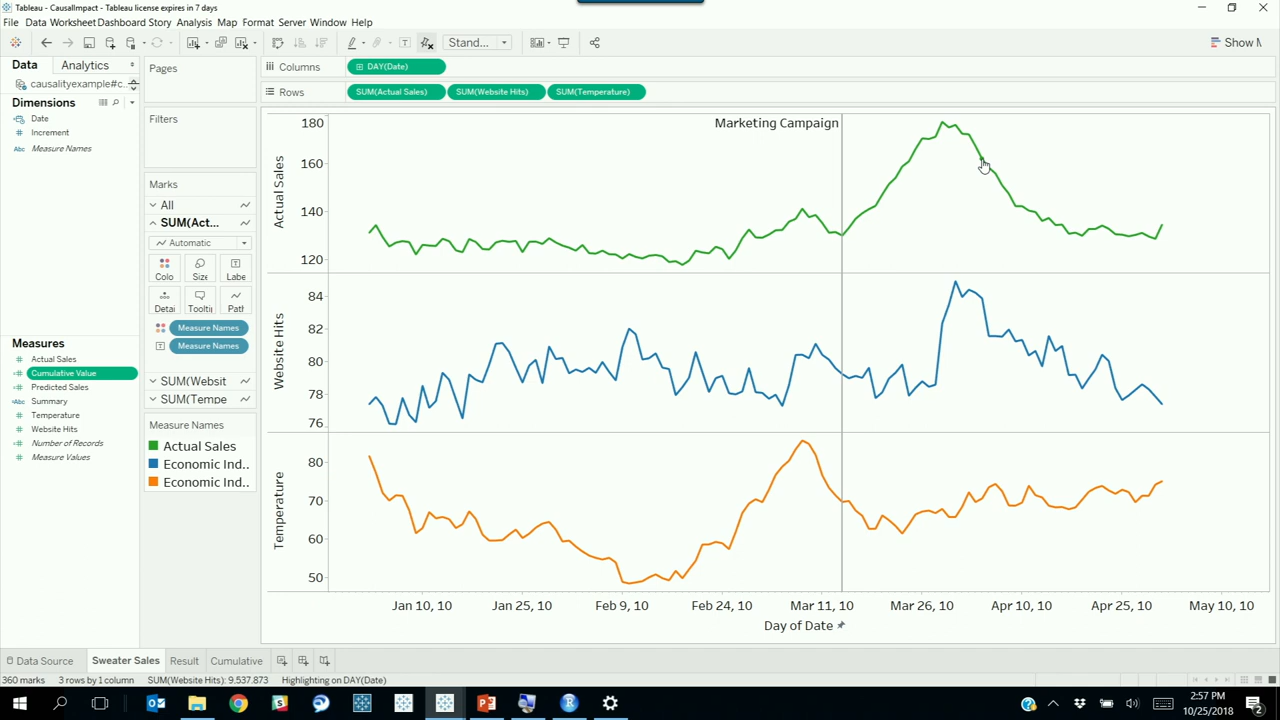 Tableau - CausalImpact - Tableau license expires in 7 days
File Data Worksheet Dashboard Story Analysis Map Format Server Window Help
Stand...
Show M
Data Analytics
causalityexample#c...
Dimensions
Date
# Increment
Abc Measure Names
Measures
# Actual Sales
# Cumulative Value
# Predicted Sales
=Abc Summary
# Temperature
# Website Hits
=# Number of Records
# Measure Values
Pages
Filters
Marks
All
SUM(Act...
Automatic
Colo Size Labe
Detai Tooltip Path
Measure Names
Measure Names
SUM(Websit
SUM(Tempe
Measure Names
Actual Sales
Economic Ind..
Economic Ind..
Columns DAY(Date)
Rows SUM(Actual Sales) SUM(Website Hits) SUM(Temperature)
Marketing Campaign
Actual Sales
180
160
140
120
Website Hits
84
82
80
78
76
Temperature
80
70
60
50
Jan 10, 10 Jan 25, 10 Feb 9, 10 Feb 24, 10 Mar 11, 10 Mar 26, 10 Apr 10, 10 Apr 25, 10 May 10, 10
Day of Date
Data Source Sweater Sales Result Cumulative
360 marks 3 rows by 1 column SUM(Website Hits): 9.537.873 Highlighting on DAY(Date)
2:57 PM
10/25/2018
2